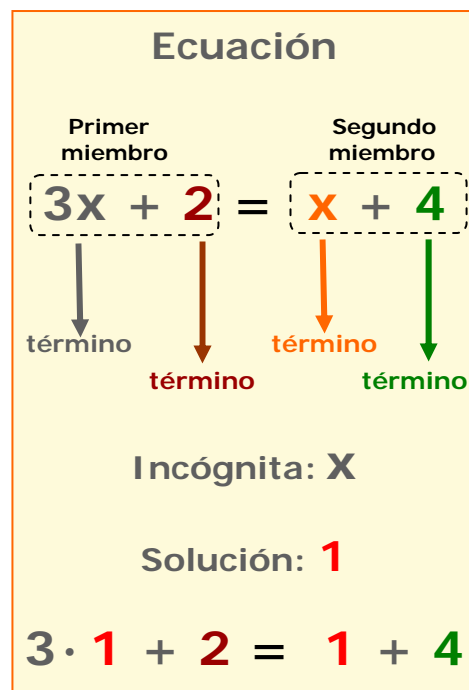 Ecuación
Primer miembro Segundo miembro
3x + 2 = x + 4
término término
término término
Incógnita: X
Solución: 1
3 · 1 + 2 = 1 + 4